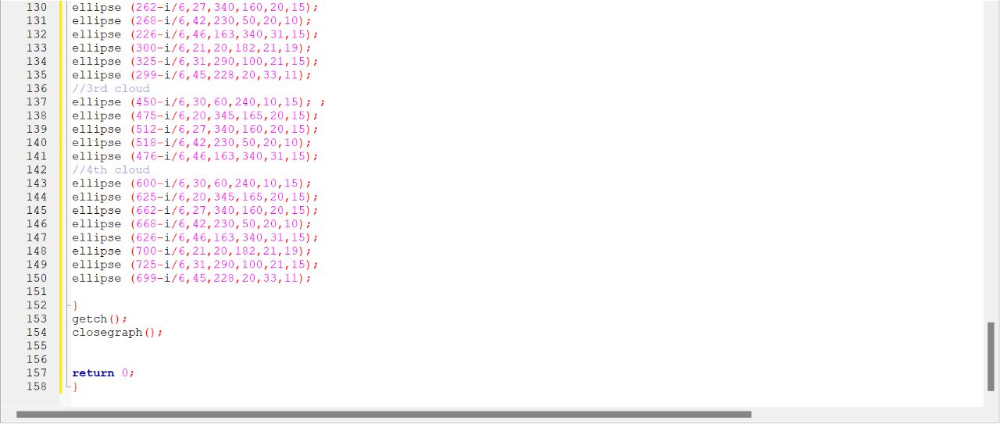 130 ellipse (262-i/6,27,340,160,20,15);
131 ellipse (268-i/6,42,230,50,20,10);
132 ellipse (226-i/6,46,163,340,31,15);
133 ellipse (300-i/6,21,20,182,21,19);
134 ellipse (325-i/6,31,290,100,21,15);
135 ellipse (299-i/6,45,228,20,33,11);
136 //3rd cloud
137 ellipse (450-i/6,30,60,240,10,15); ;
138 ellipse (475-i/6,20,345,165,20,15);
139 ellipse (512-i/6,27,340,160,20,15);
140 ellipse (518-i/6,42,230,50,20,10);
141 ellipse (476-i/6,46,163,340,31,15);
142 //4th cloud
143 ellipse (600-i/6,30,60,240,10,15);
144 ellipse (625-i/6,20,345,165,20,15);
145 ellipse (662-i/6,27,340,160,20,15);
146 ellipse (668-i/6,42,230,50,20,10);
147 ellipse (626-i/6,46,163,340,31,15);
148 ellipse (700-i/6,21,20,182,21,19);
149 ellipse (725-i/6,31,290,100,21,15);
150 ellipse (699-i/6,45,228,20,33,11);
151
152 }
153 getch();
154 closegraph();
155
156
157 return 0;
158 }